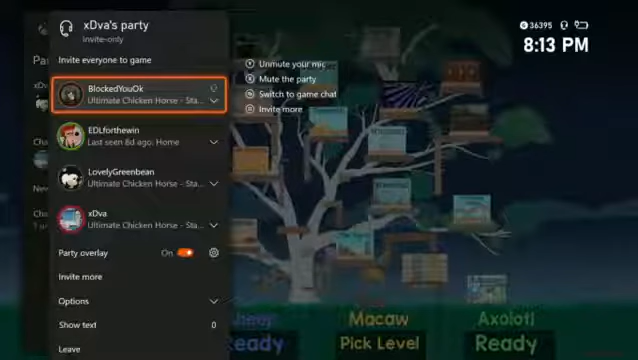 xDva's party
Invite-only
36395
8:13 PM
Invite everyone to game
BlockedYouOk
Ultimate Chicken Horse - Sta...
EDLforthewin
Last seen 8d ago: Home
LovelyGreenbean
Ultimate Chicken Horse - Sta...
xDva
Ultimate Chicken Horse - Sta...
Party overlay
On
Invite more
Options
Show text
0
Leave
Unmute your mic
Mute the party
Switch to game chat
Invite more
Macaw
Pick Level
Axolotl
Ready